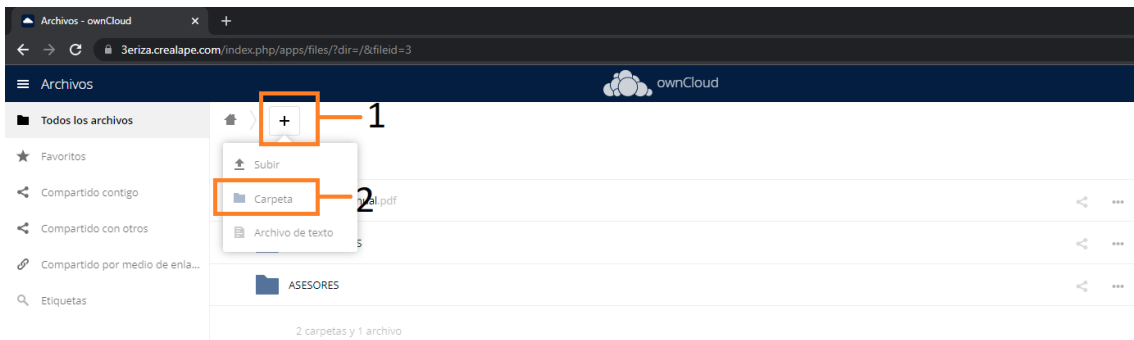 Archivos - ownCloud
3eriza.crealape.com/index.php/apps/files/?dir=/&fileid=3
Archivos
ownCloud
Todos los archivos
+
1
Favoritos
Subir
Compartido contigo
Carpeta
2
.pdf
Compartido con otros
Archivo de texto
Compartido por medio de enla...
ASESORES
Etiquetas
2 carpetas y 1 archivo